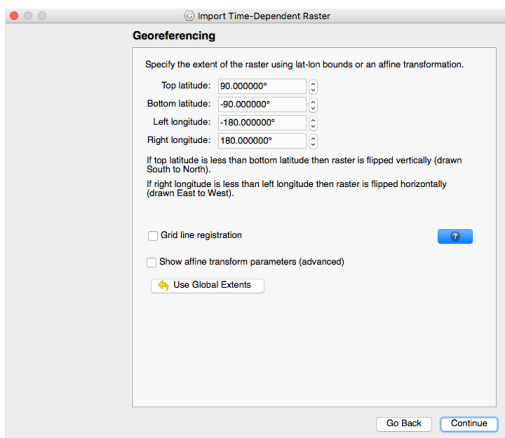 Import Time-Dependent Raster
Georeferencing
Specify the extent of the raster using lat-lon bounds or an affine transformation.
Top latitude: 90.000000°
Bottom latitude: -90.000000°
Left longitude: -180.000000°
Right longitude: 180.000000°
If top latitude is less than bottom latitude then raster is flipped vertically (drawn
South to North).
If right longitude is less than left longitude then raster is flipped horizontally
(drawn East to West).
Grid line registration
?
Show affine transform parameters (advanced)
Use Global Extents
Go Back Continue